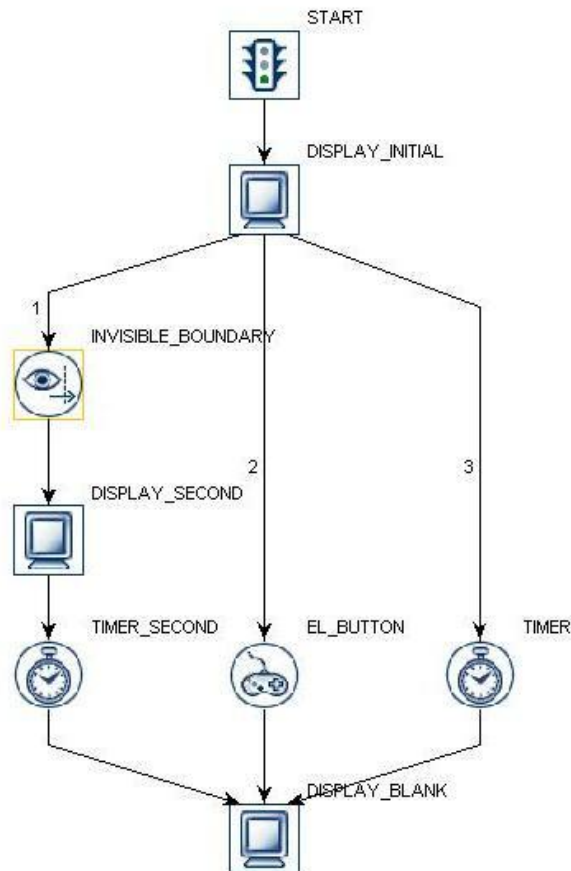 START
DISPLAY_INITIAL
1
INVISIBLE_BOUNDARY
2
3
DISPLAY_SECOND
TIMER_SECOND
EL_BUTTON
TIMER
DISPLAY_BLANK